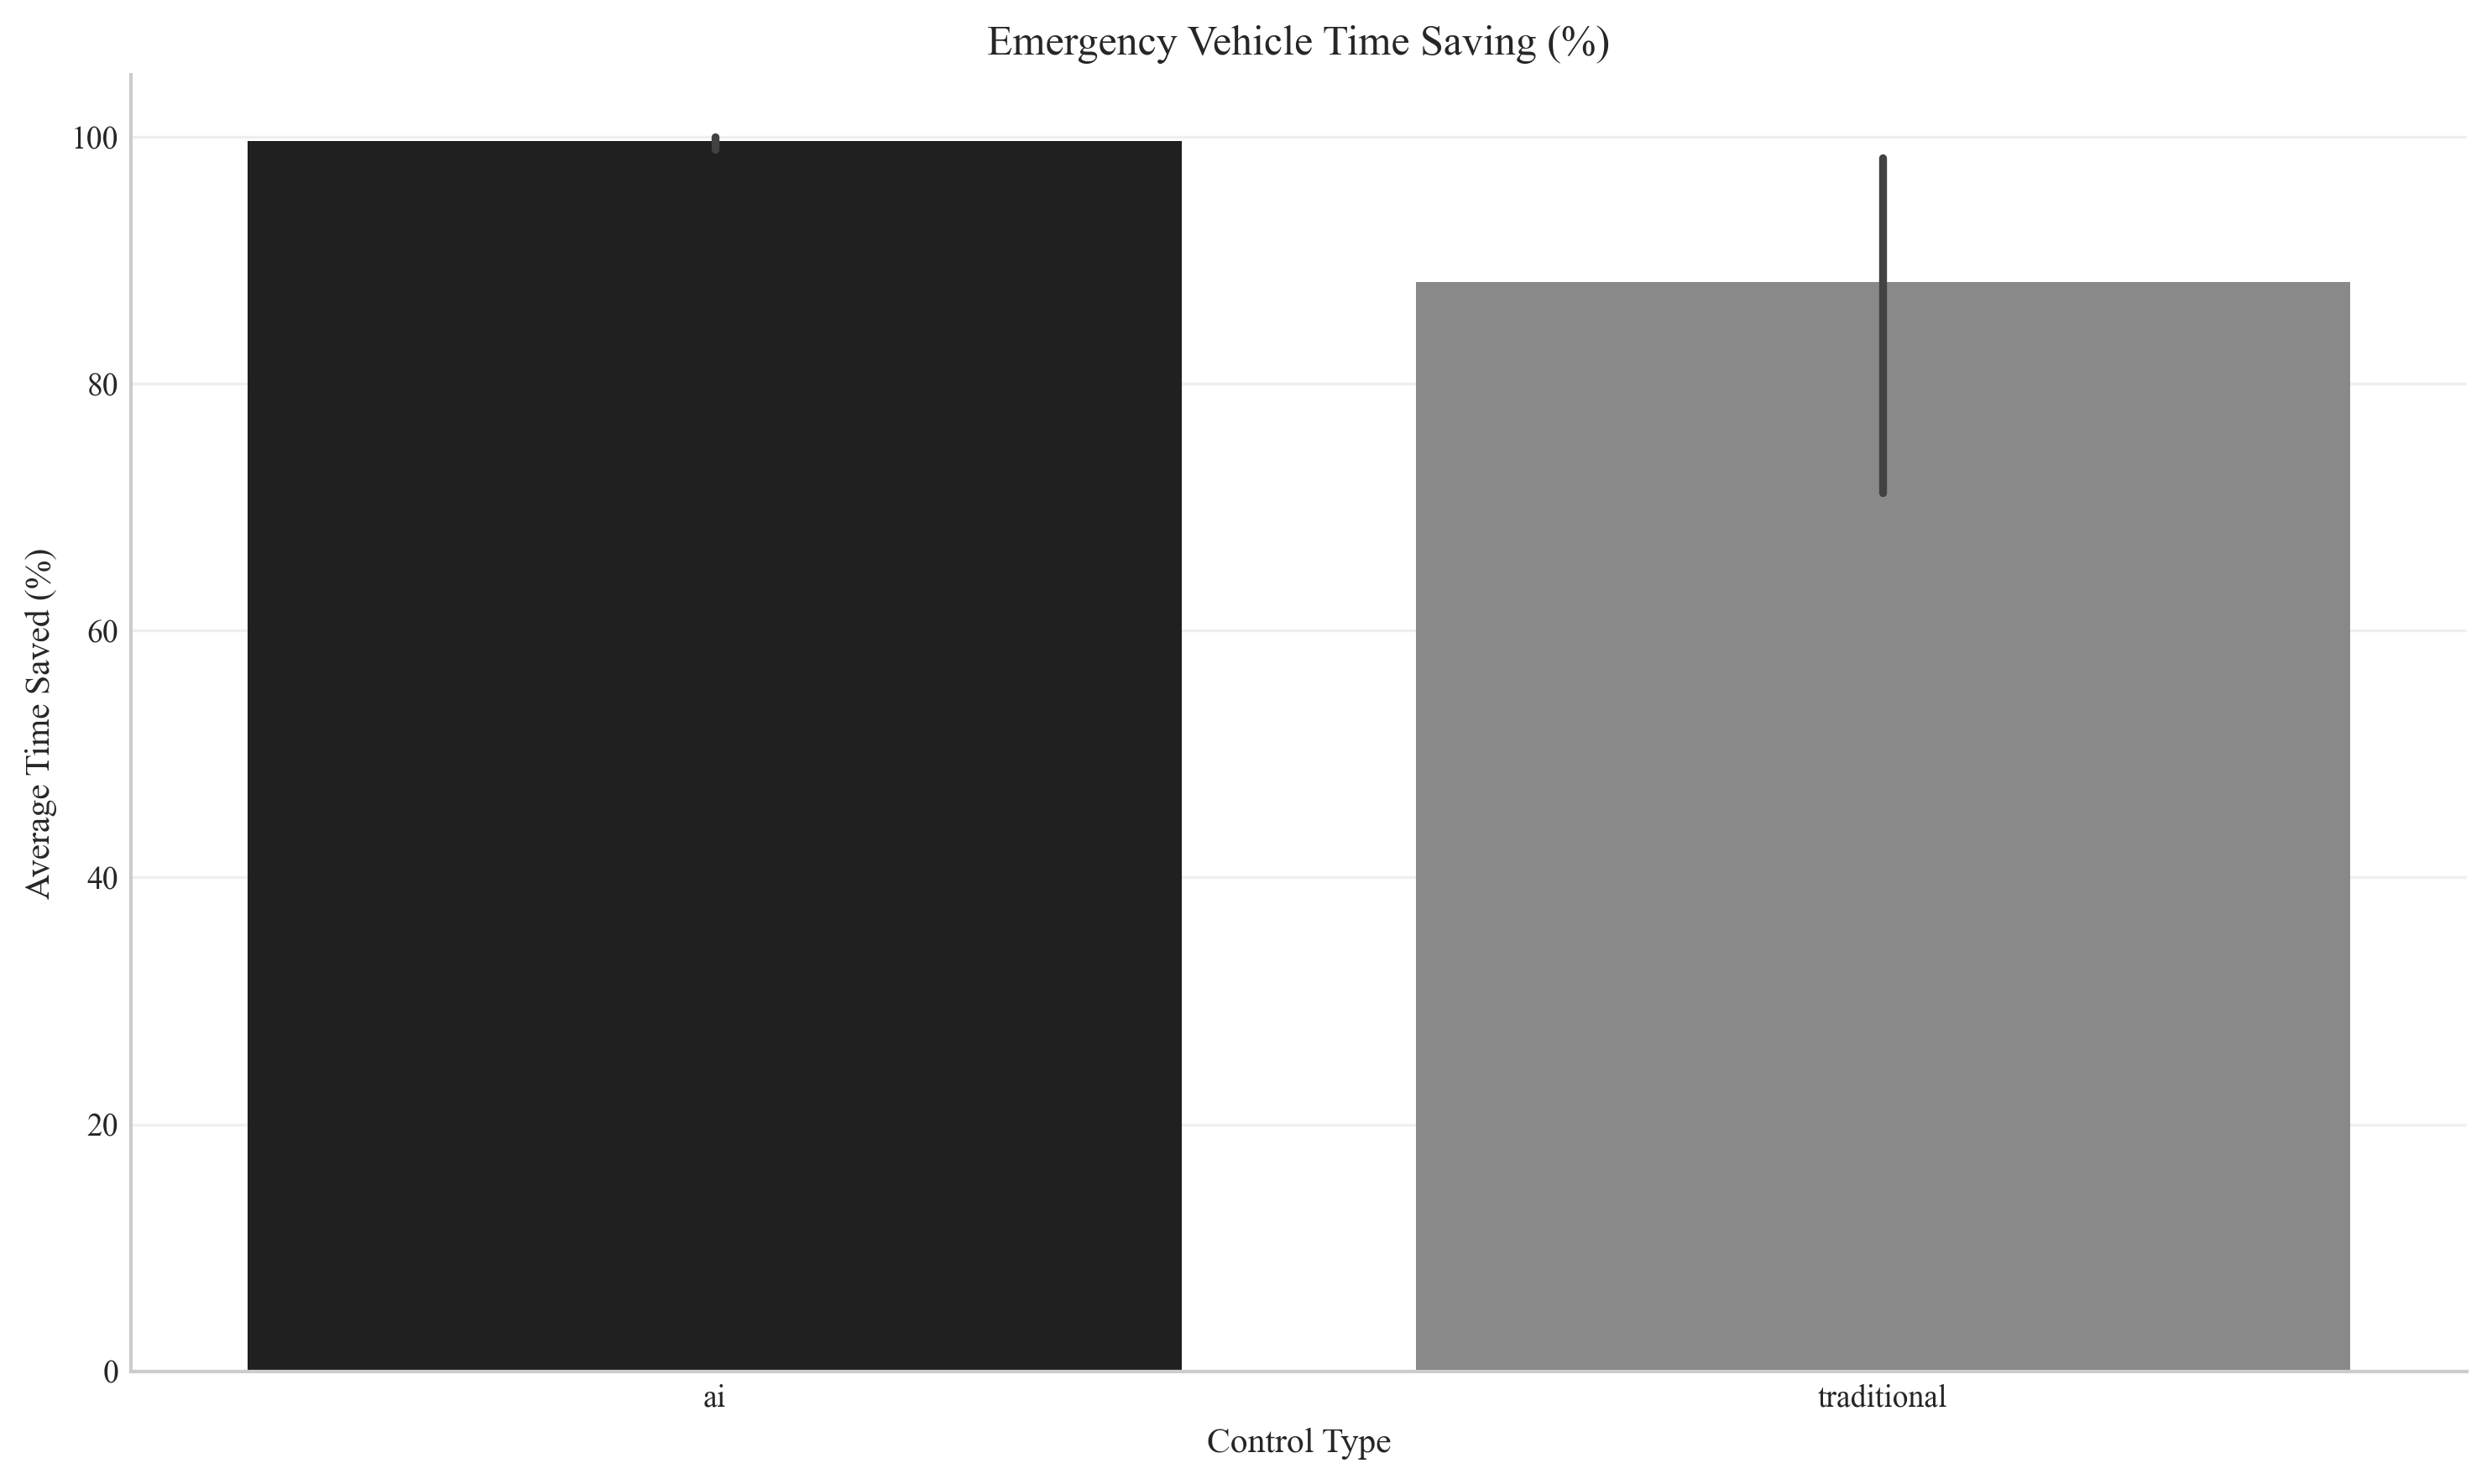 Emergency Vehicle Time Saving (%)
Average Time Saved (%)
100
80
60
40
20
0
ai
traditional
Control Type